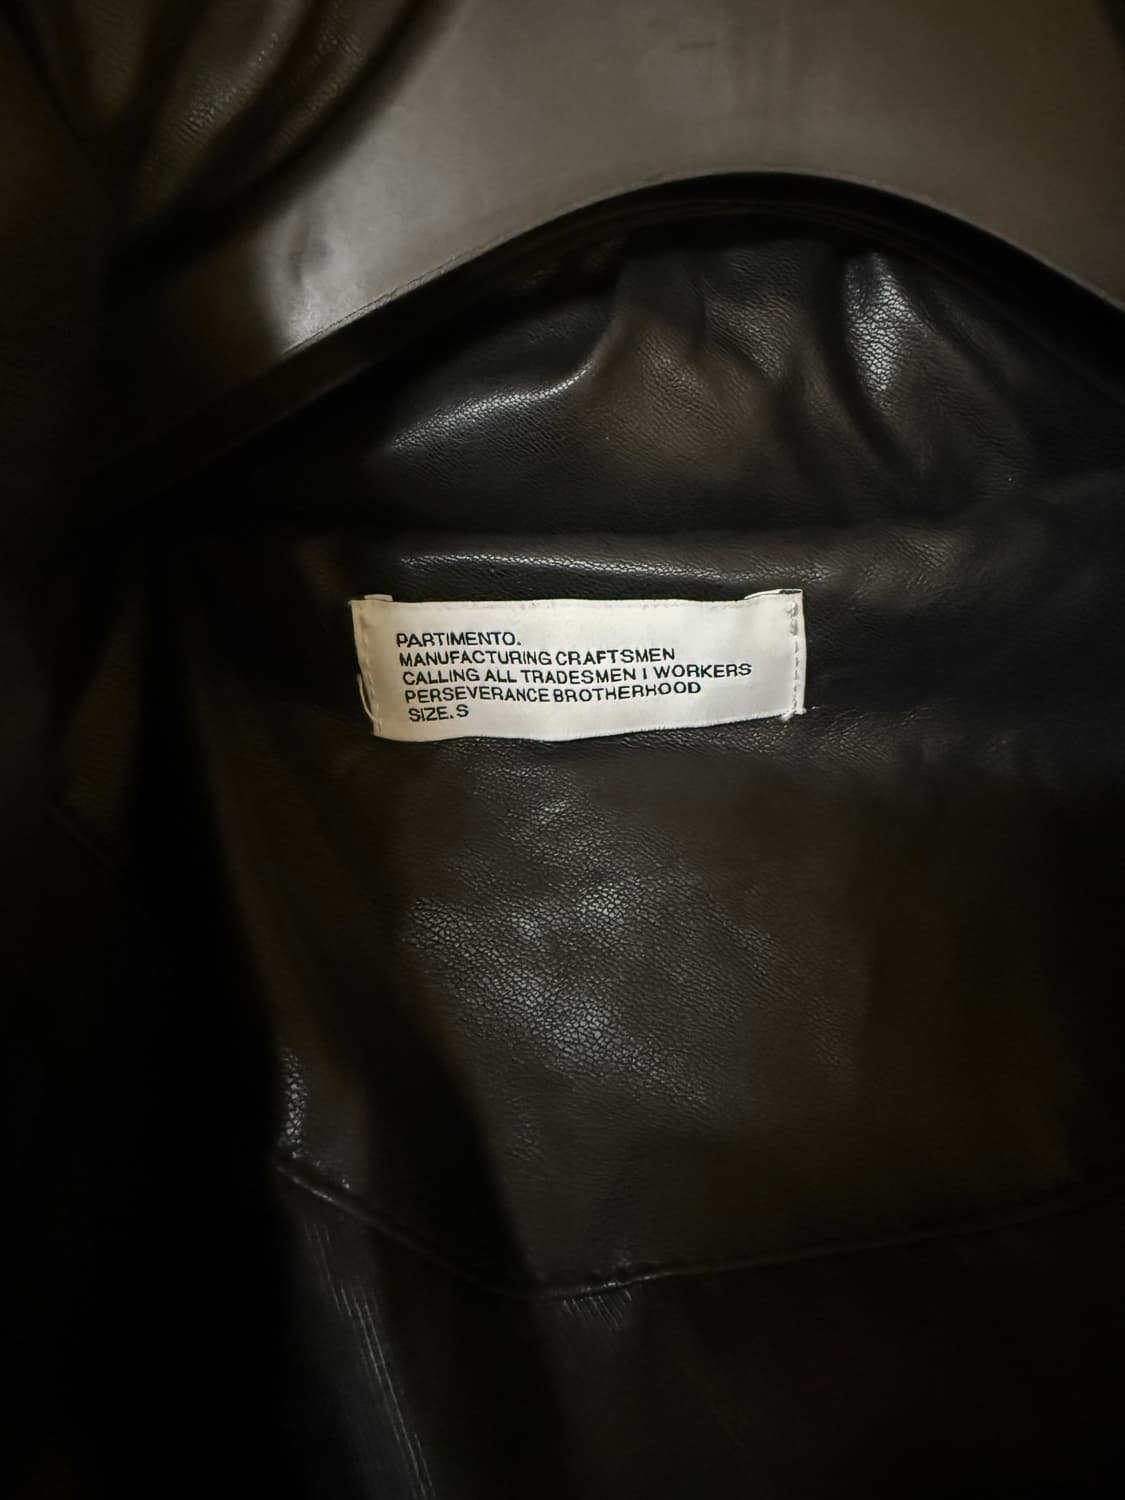 PARTIMENTO.
MANUFACTURING CRAFTSMEN
CALLING ALL TRADESMEN I WORKERS
PERSEVERANCE BROTHERHOOD
SIZE. S